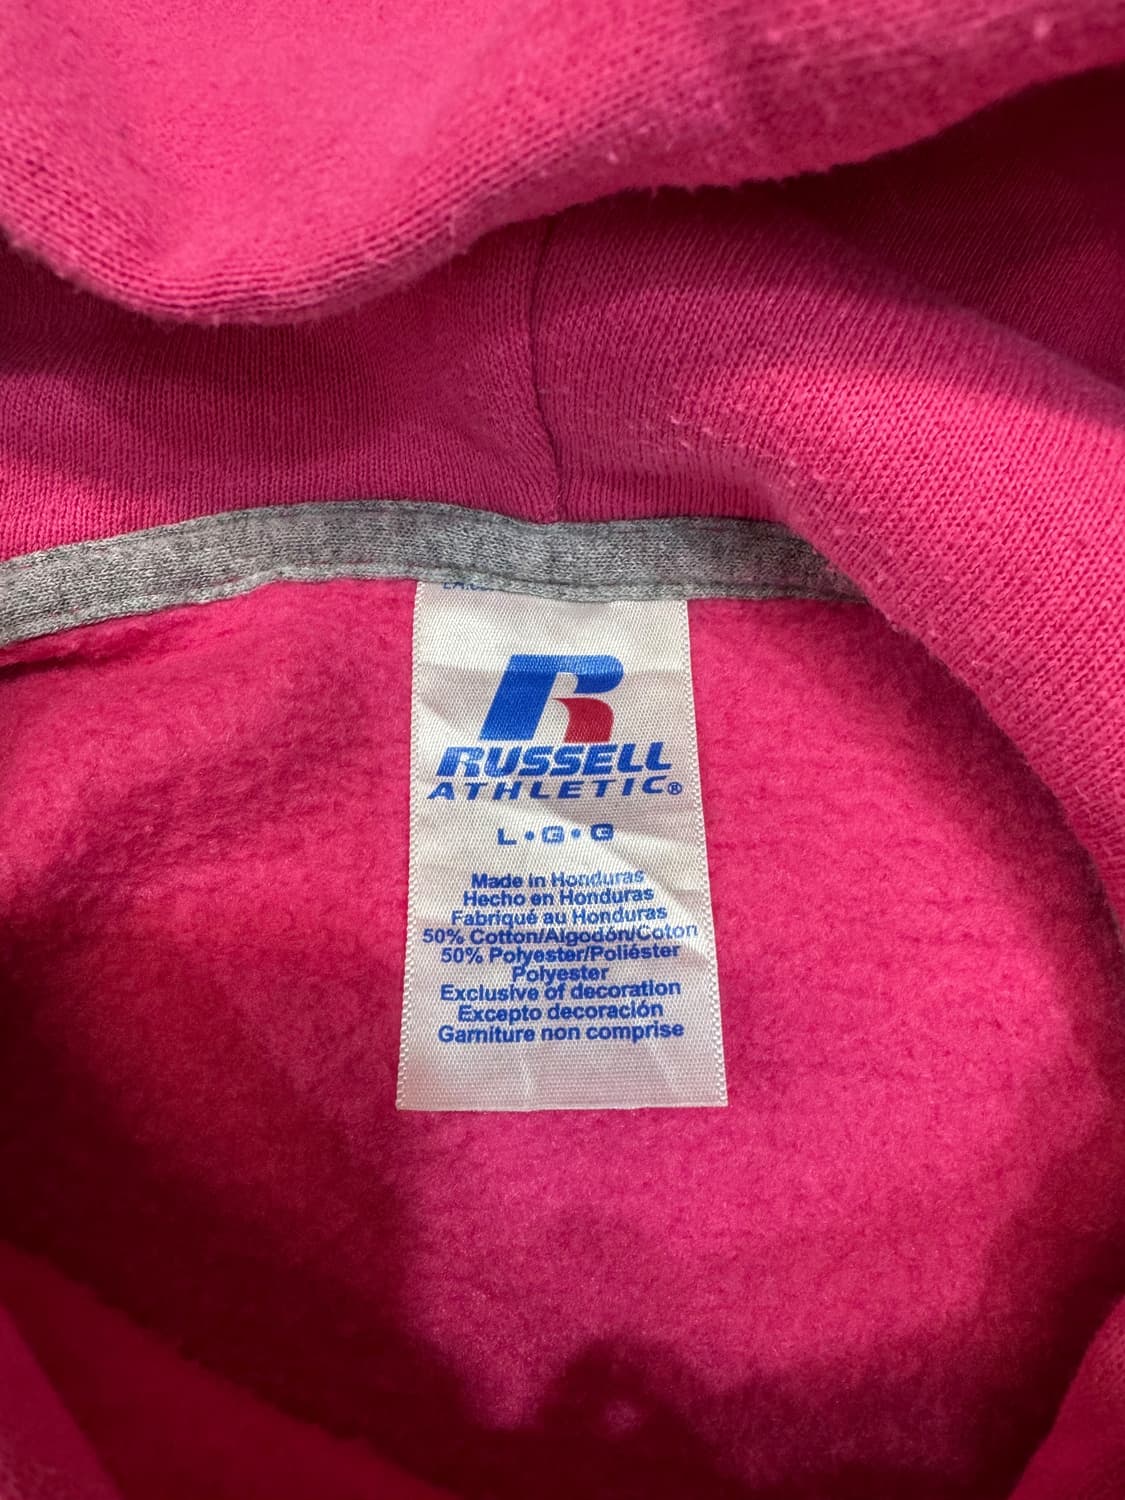 RUSSELL
ATHLETIC®
L•G•G
Made in Honduras
Hecho en Honduras
Fabriqué au Honduras
50% Cotton/Algodón/Coton
50% Polyester/Poliéster
Polyester
Exclusive of decoration
Excepto decoración
Garniture non comprise